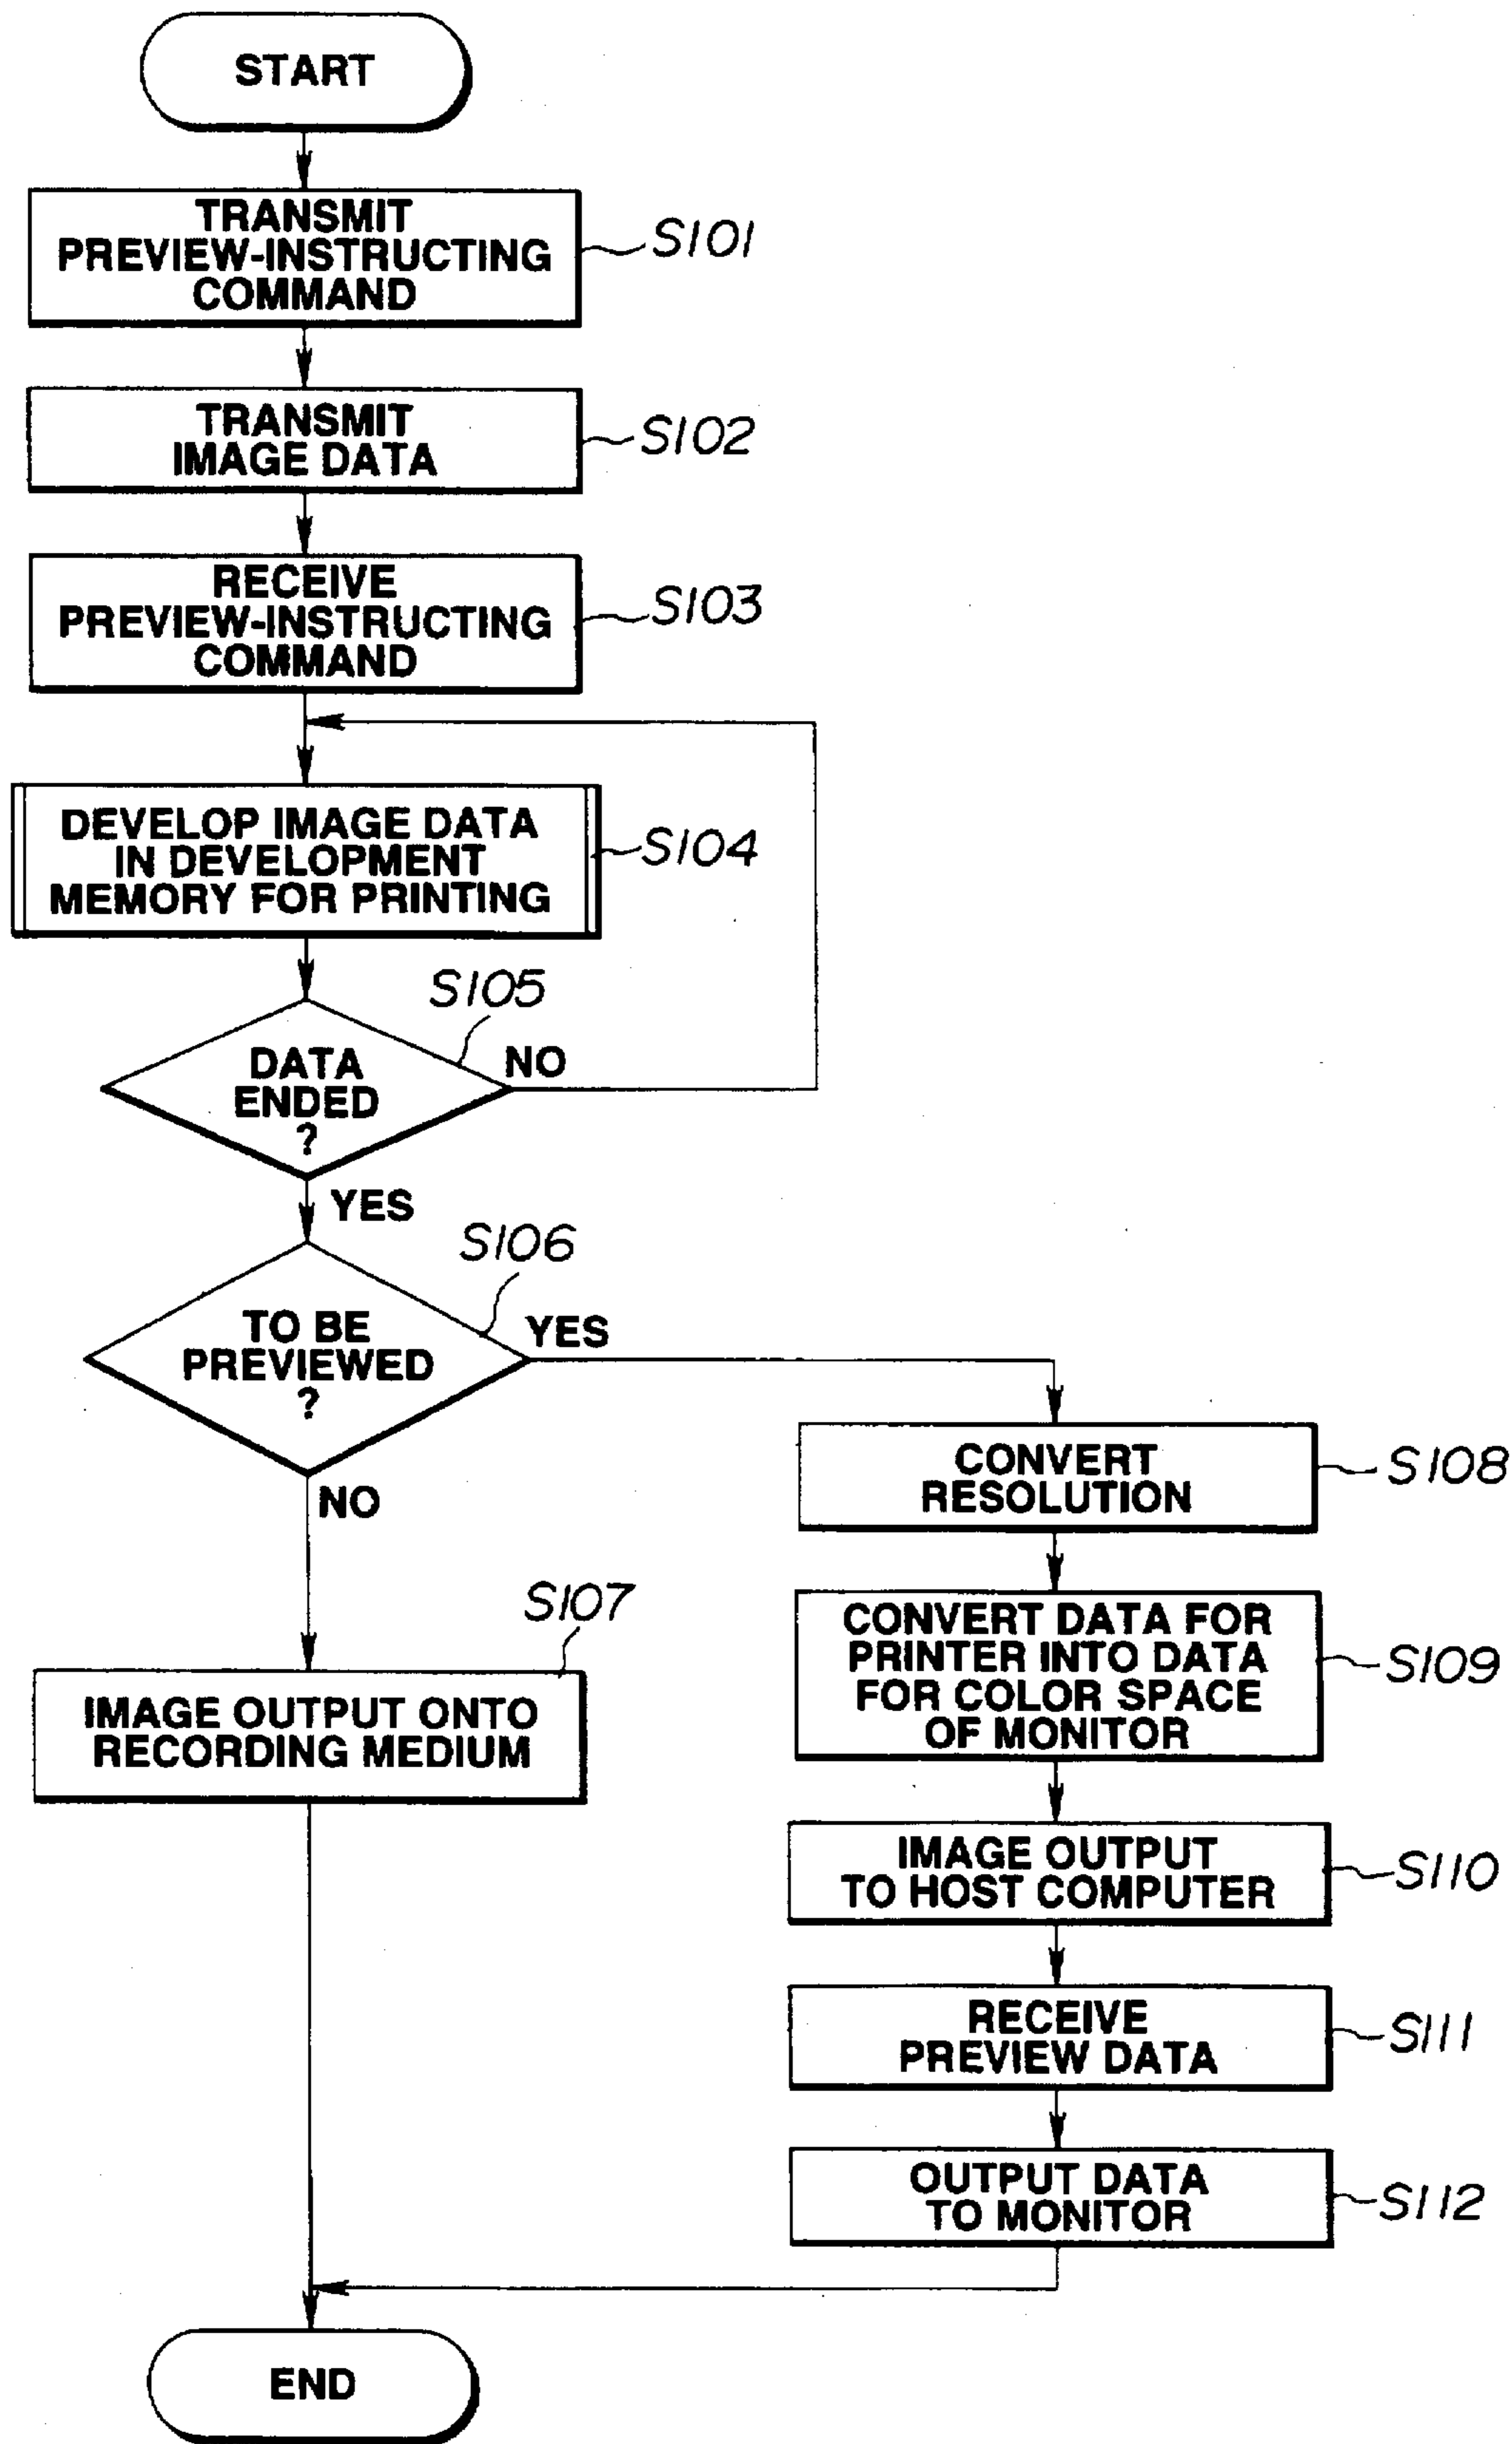 START
TRANSMIT
PREVIEW-INSTRUCTING
COMMAND
S101
TRANSMIT
IMAGE DATA
S102
RECEIVE
PREVIEW-INSTRUCTING
COMMAND
S103
DEVELOP IMAGE DATA
IN DEVELOPMENT
MEMORY FOR PRINTING
S104
S105
DATA
ENDED
?
NO
YES
S106
TO BE
PREVIEWED
?
YES
NO
S107
IMAGE OUTPUT ONTO
RECORDING MEDIUM
CONVERT
RESOLUTION
S108
CONVERT DATA FOR
PRINTER INTO DATA
FOR COLOR SPACE
OF MONITOR
S109
IMAGE OUTPUT
TO HOST COMPUTER
S110
RECEIVE
PREVIEW DATA
S111
OUTPUT DATA
TO MONITOR
S112
END